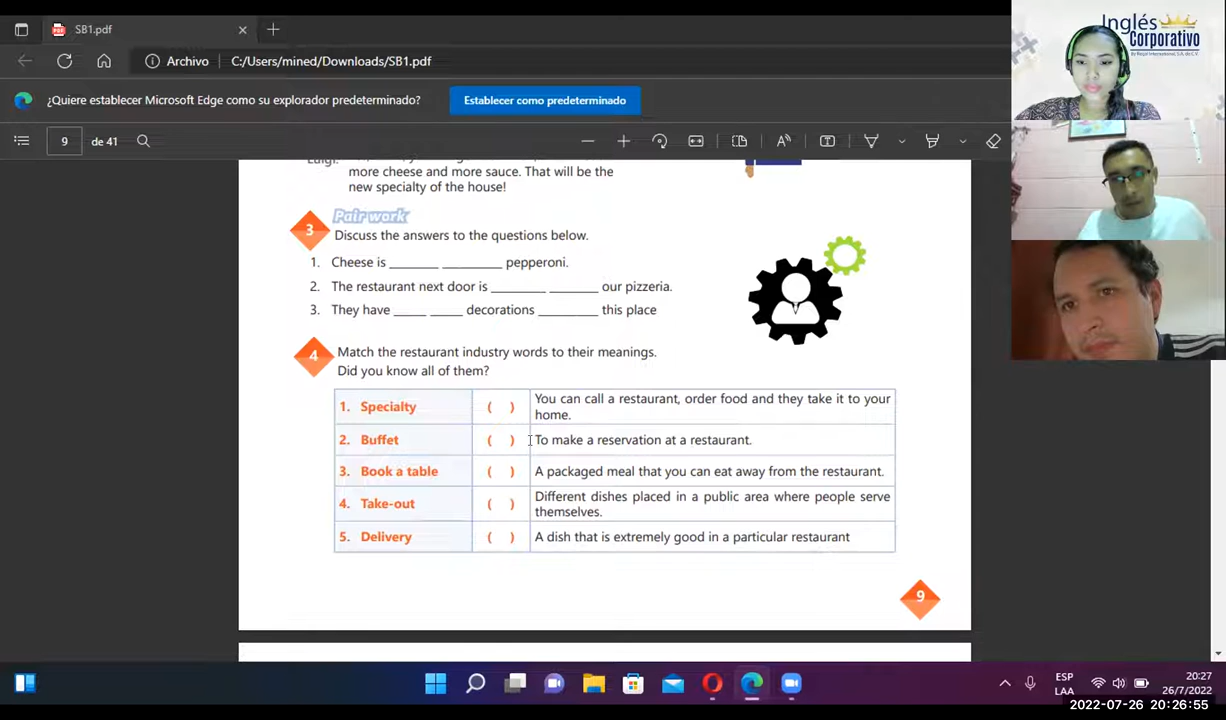 SB1.pdf
Archivo C:/Users/mined/Downloads/SB1.pdf
¿Quiere establecer Microsoft Edge como su explorador predeterminado? Establecer como predeterminado
9 de 41
more cheese and more sauce. That will be the
new specialty of the house!
3 Pair work
Discuss the answers to the questions below.
1. Cheese is _______ _________ pepperoni.
2. The restaurant next door is ________ _______ our pizzeria.
3. They have _____ _____ decorations _________ this place
4 Match the restaurant industry words to their meanings.
Did you know all of them?
1. Specialty ( ) You can call a restaurant, order food and they take it to your
home.
2. Buffet ( ) To make a reservation at a restaurant.
3. Book a table ( ) A packaged meal that you can eat away from the restaurant.
4. Take-out ( ) Different dishes placed in a public area where people serve
themselves.
5. Delivery ( ) A dish that is extremely good in a particular restaurant
9
Inglés
Corporativo
ESP
LAA
20:27
26/7/2022
2022-07-26 20:26:55